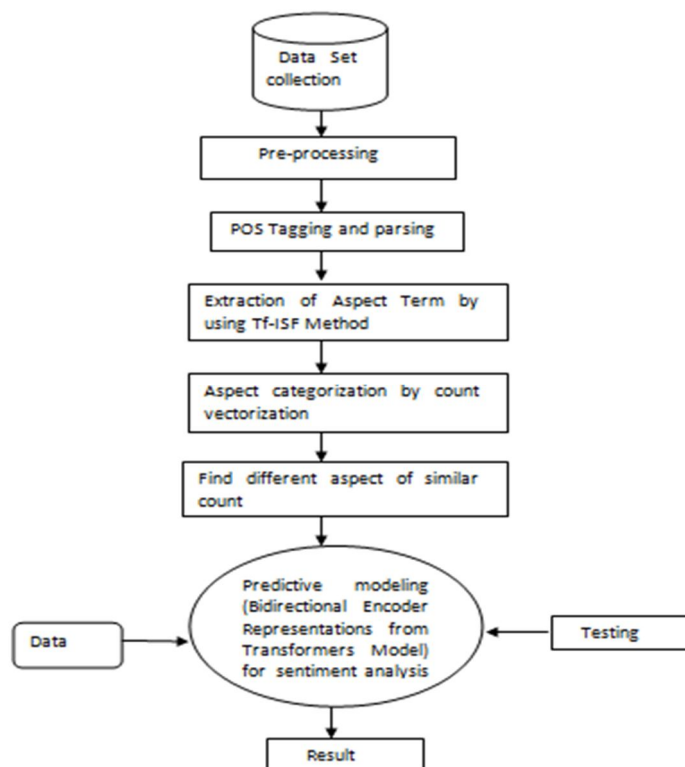 Data Set
collection
Pre-processing
POS Tagging and parsing
Extraction of Aspect Term by
using Tf-ISF Method
Aspect categorization by count
vectorization
Find different aspect of similar
count
Predictive modeling
(Bidirectional Encoder
Representations from
Transformers Model)
for sentiment analysis
Data
Testing
Result